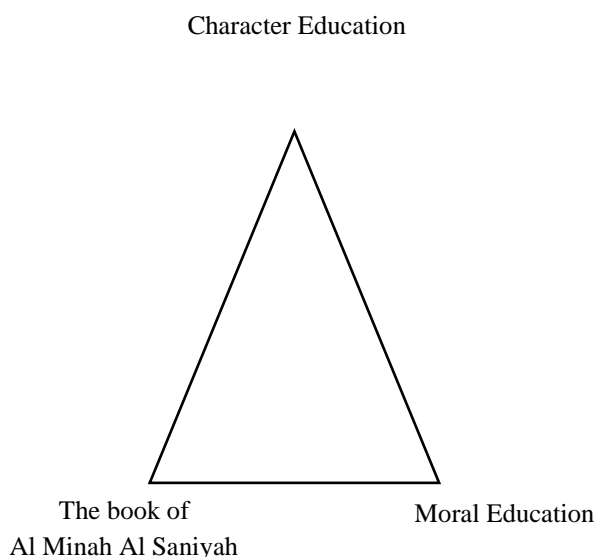 Character Education
The book of
Al Minah Al Saniyah
Moral Education